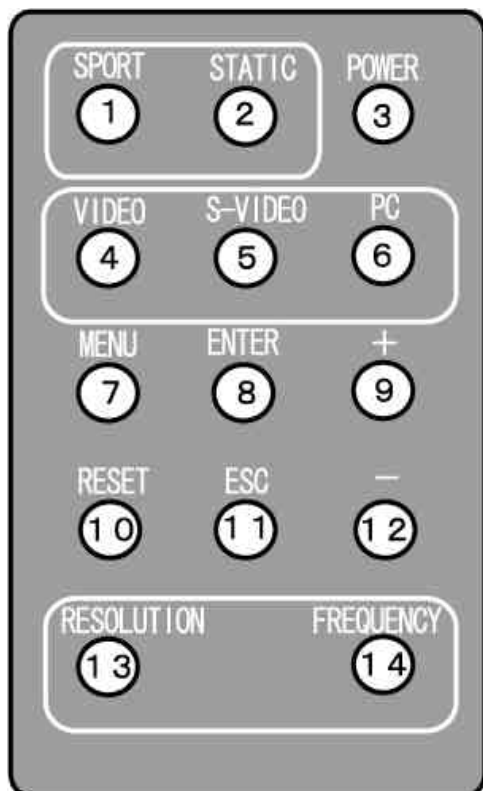 SPORT STATIC POWER
1 2 3
VIDEO S-VIDEO PC
4 5 6
MENU ENTER +
7 8 9
RESET ESC −
10 11 12
RESOLUTION FREQUENCY
13 14